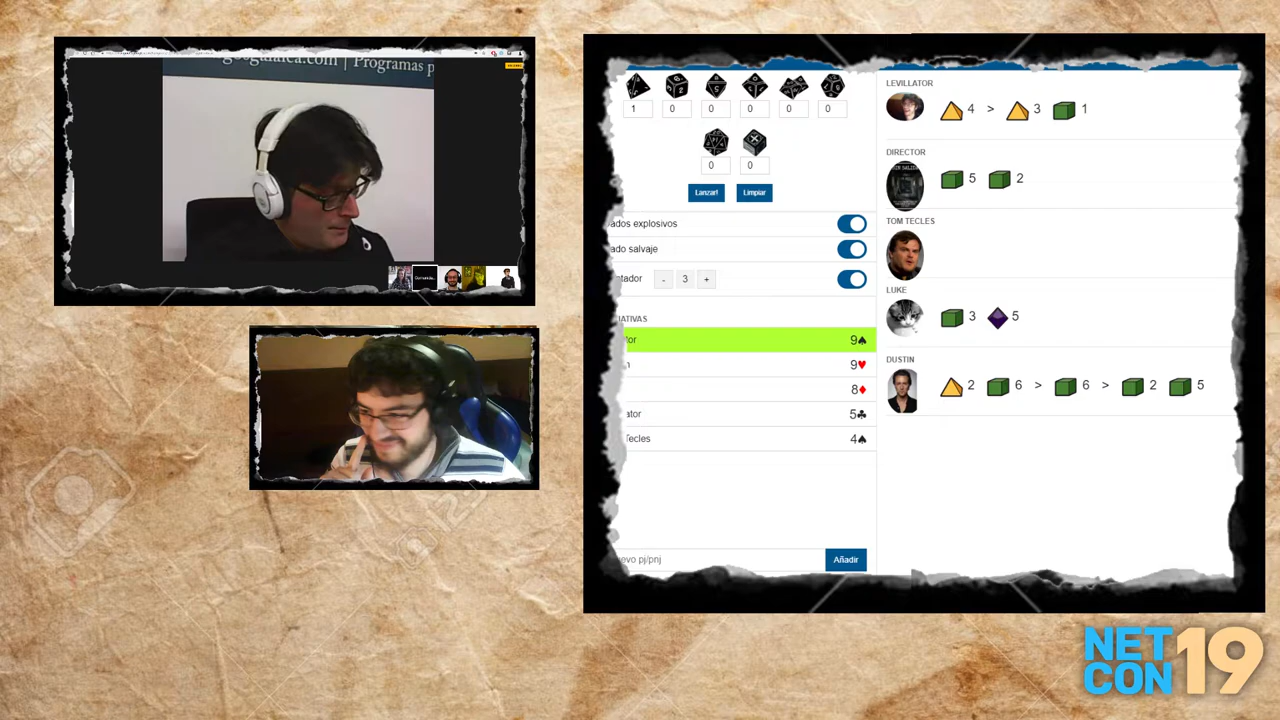 galaica.com | Programas p
1 0 0 0 0 0
0 0
Lanzar!
Limpiar
ados explosivos
ado salvaje
ntador - 3 +
IATIVAS
tor 9♠
n 9♥
8♦
ator 5♣
Tecles 4♠
evo pj/pnj
Añadir
LEVILLATOR
4 > 3 1
DIRECTOR
5 2
TOM TECLES
LUKE
3 5
DUSTIN
2 6 > 6 > 2 5
NET
CON
19